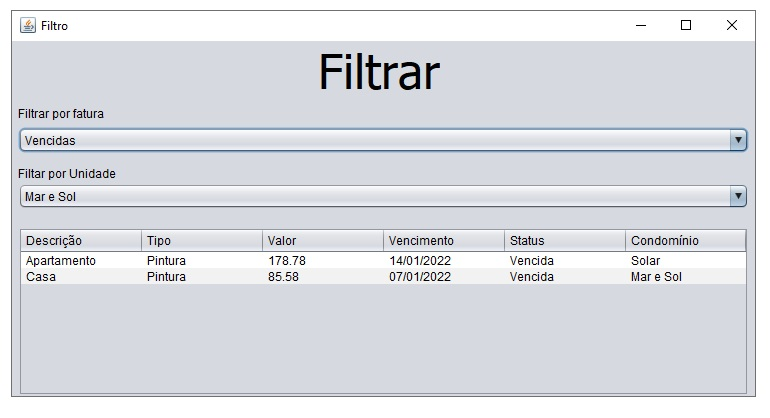 Filtro
Filtrar
Filtrar por fatura
Vencidas
Filtar por Unidade
Mar e Sol
Descrição Tipo Valor Vencimento Status Condomínio
Apartamento Pintura 178.78 14/01/2022 Vencida Solar
Casa Pintura 85.58 07/01/2022 Vencida Mar e Sol